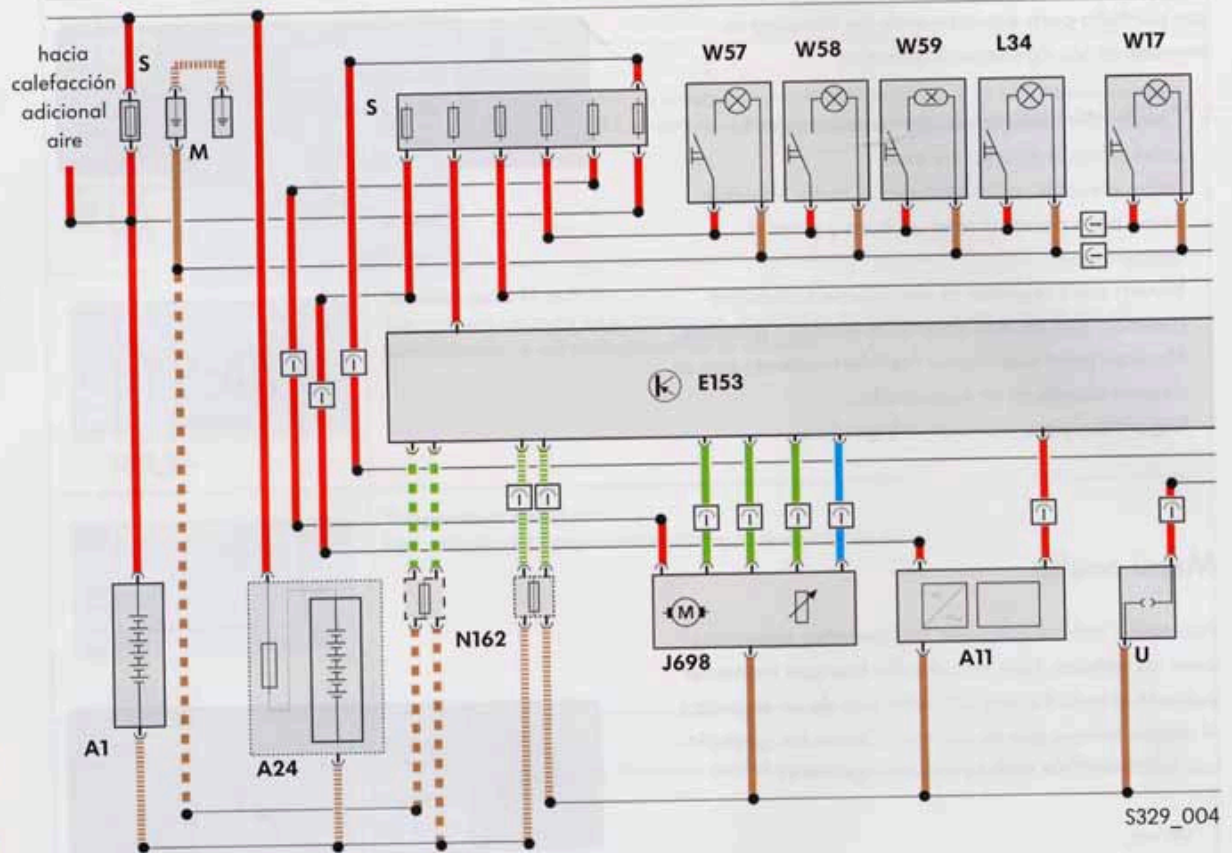 hacia
calefacción
adicional
aire
S
M
S
W57
W58
W59
L34
W17
E153
N162
M
J698
A11
U
A1
A24
S329_004